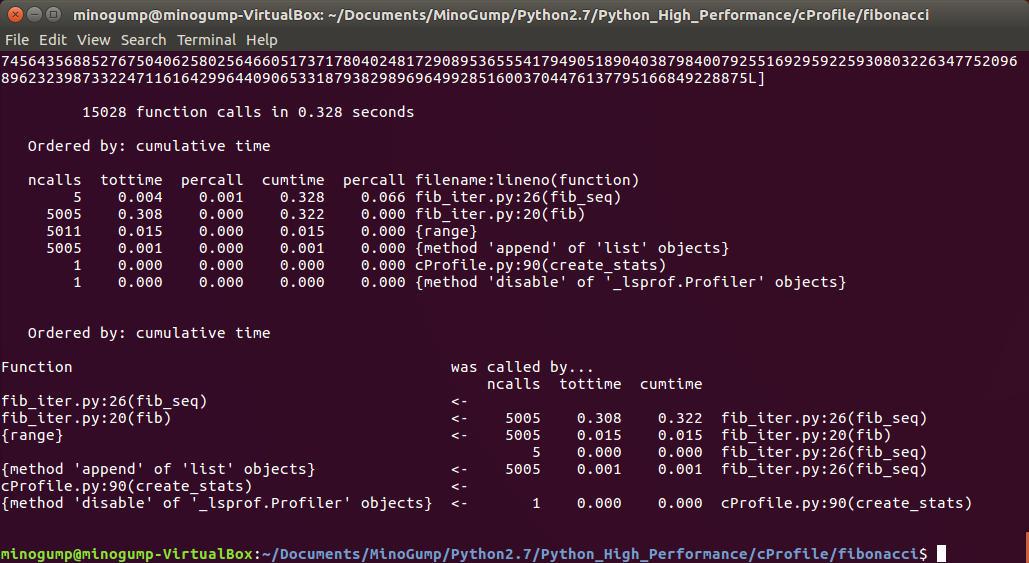 minogump@minogump-VirtualBox: ~/Documents/MinoGump/Python2.7/Python_High_Performance/cProfile/fibonacci
File Edit View Search Terminal Help
74564356885276750406258025646605173717804024817290895365554179490518904038798400792551692959225930803226347752096
89623239873322471161642996440906533187938298969649928516003704476137795166849228875L]
15028 function calls in 0.328 seconds
Ordered by: cumulative time
ncalls tottime percall cumtime percall filename:lineno(function)
5 0.004 0.001 0.328 0.066 fib_iter.py:26(fib_seq)
5005 0.308 0.000 0.322 0.000 fib_iter.py:20(fib)
5011 0.015 0.000 0.015 0.000 {range}
5005 0.001 0.000 0.001 0.000 {method 'append' of 'list' objects}
1 0.000 0.000 0.000 0.000 cProfile.py:90(create_stats)
1 0.000 0.000 0.000 0.000 {method 'disable' of '_lsprof.Profiler' objects}
Ordered by: cumulative time
Function was called by...
ncalls tottime cumtime
fib_iter.py:26(fib_seq) <-
fib_iter.py:20(fib) <- 5005 0.308 0.322 fib_iter.py:26(fib_seq)
{range} <- 5005 0.015 0.015 fib_iter.py:20(fib)
5 0.000 0.000 fib_iter.py:26(fib_seq)
{method 'append' of 'list' objects} <- 5005 0.001 0.001 fib_iter.py:26(fib_seq)
cProfile.py:90(create_stats) <-
{method 'disable' of '_lsprof.Profiler' objects} <- 1 0.000 0.000 cProfile.py:90(create_stats)
minogump@minogump-VirtualBox:~/Documents/MinoGump/Python2.7/Python_High_Performance/cProfile/fibonacci$